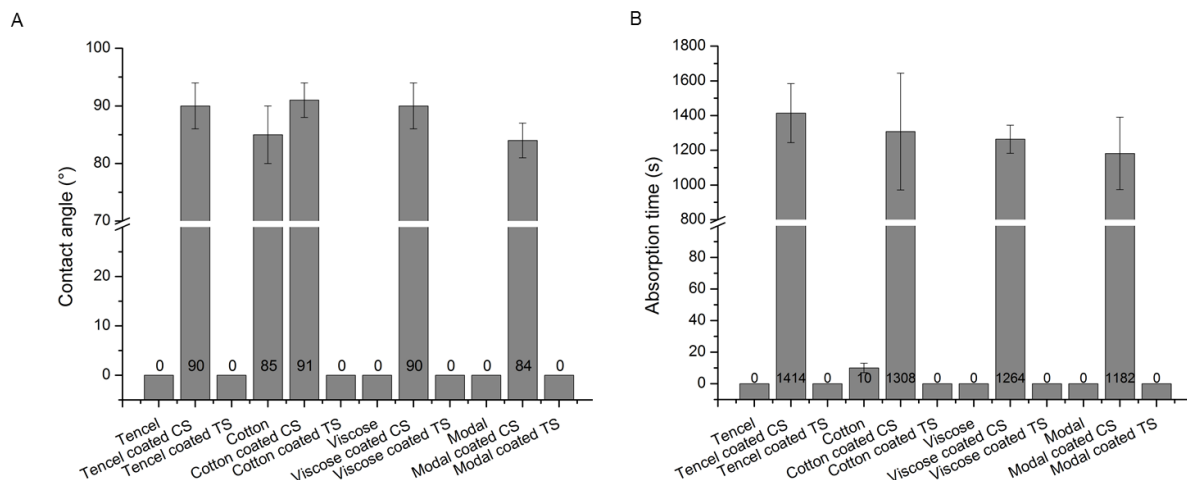 A
B
Contact angle (°)
100
90
80
70
20
10
0
0
90
0
85
91
0
0
90
0
0
84
0
Tencel
Tencel coated CS
Tencel coated TS
Cotton
Cotton coated CS
Cotton coated TS
Viscose
Viscose coated CS
Viscose coated TS
Modal
Modal coated CS
Modal coated TS
Absorption time (s)
1800
1600
1400
1200
1000
800
60
40
20
0
0
1414
0
10
1308
0
0
1264
0
0
1182
0
Tencel
Tencel coated CS
Tencel coated TS
Cotton
Cotton coated CS
Cotton coated TS
Viscose
Viscose coated CS
Viscose coated TS
Modal
Modal coated CS
Modal coated TS